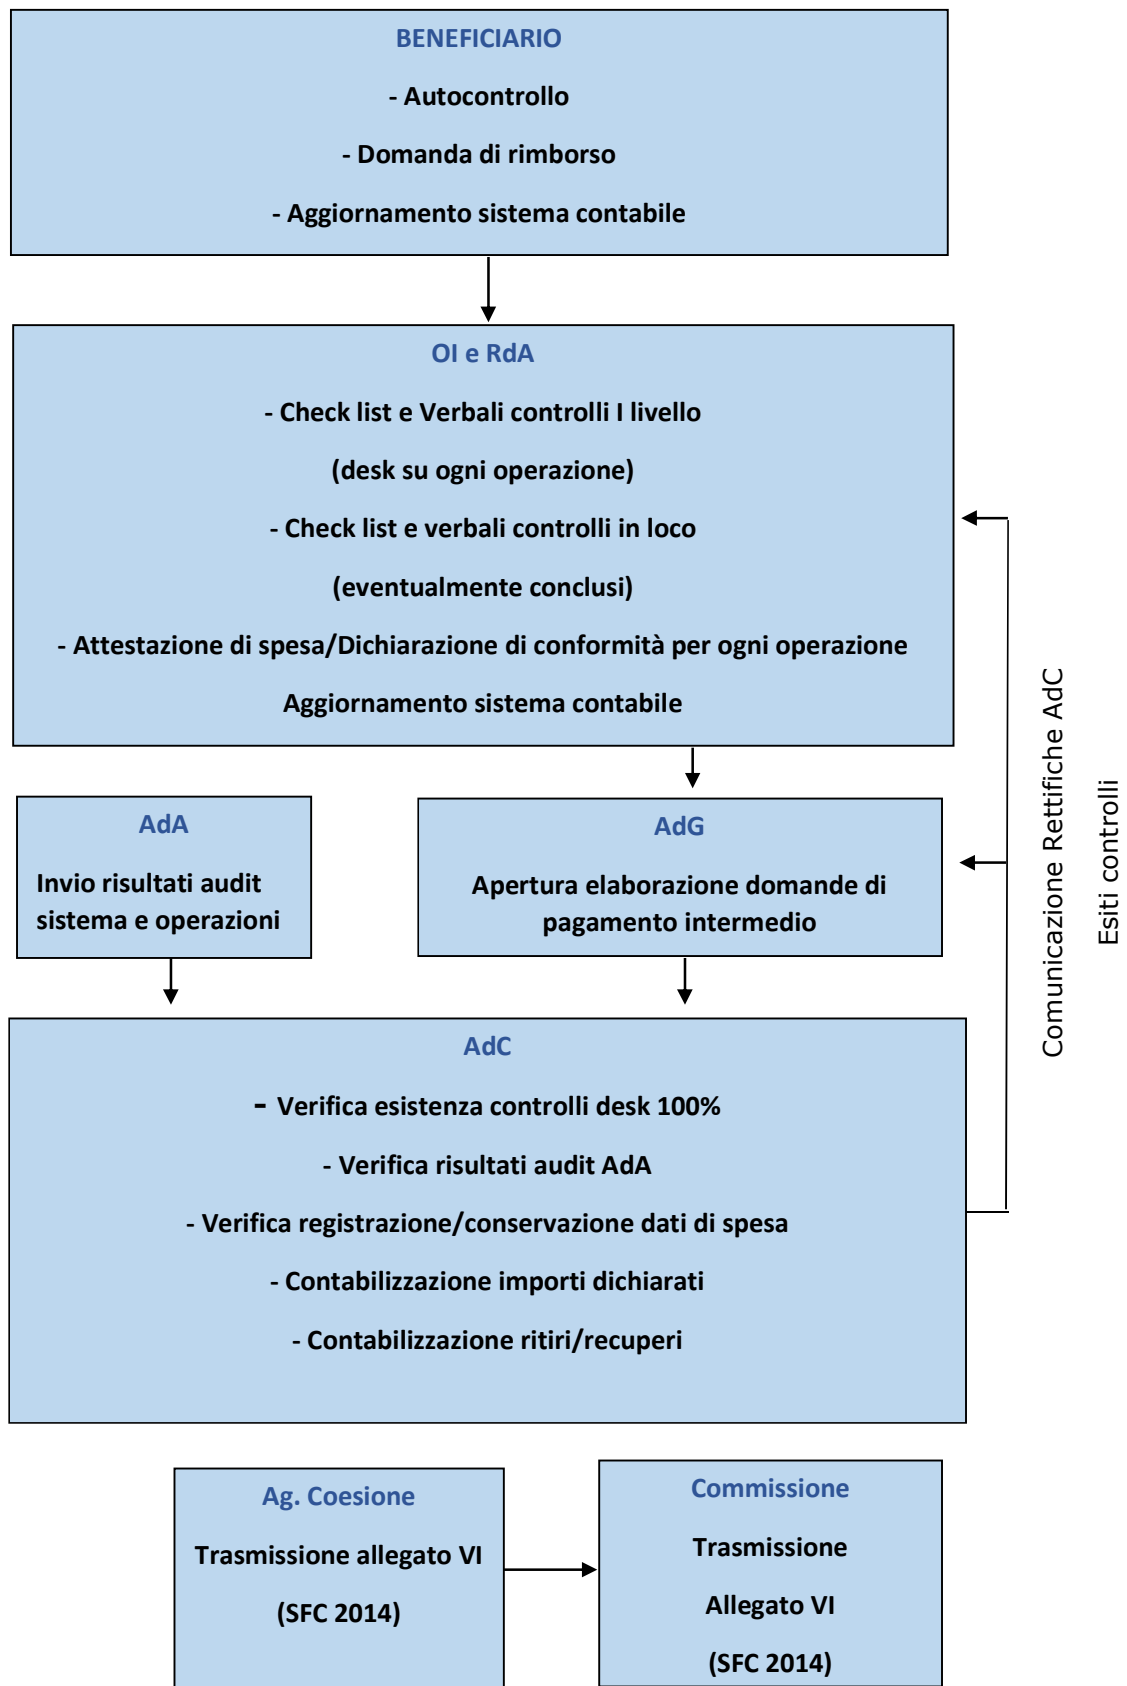 BENEFICIARIO
- Autocontrollo
- Domanda di rimborso
- Aggiornamento sistema contabile
OI e RdA
- Check list e Verbali controlli I livello
(desk su ogni operazione)
- Check list e verbali controlli in loco
(eventualmente conclusi)
- Attestazione di spesa/Dichiarazione di conformità per ogni operazione
Aggiornamento sistema contabile
AdA
Invio risultati audit
sistema e operazioni
AdG
Apertura elaborazione domande di
pagamento intermedio
Comunicazione Rettifiche AdC
Esiti controlli
AdC
- Verifica esistenza controlli desk 100%
- Verifica risultati audit AdA
- Verifica registrazione/conservazione dati di spesa
- Contabilizzazione importi dichiarati
- Contabilizzazione ritiri/recuperi
Ag. Coesione
Trasmissione allegato VI
(SFC 2014)
Commissione
Trasmissione
Allegato VI
(SFC 2014)